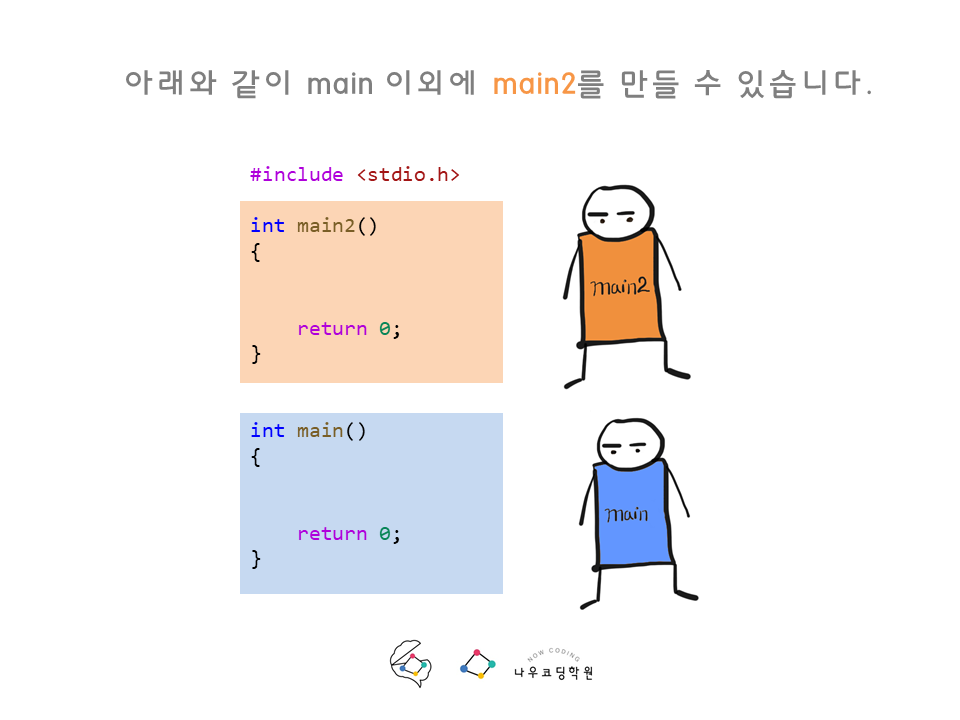 아래와 같이 main 이외에 main2를 만들 수 있습니다.
#include <stdio.h>
int main2()
{
return 0;
}
main2
int main()
{
return 0;
}
main
NOW CODING
나우코딩학원